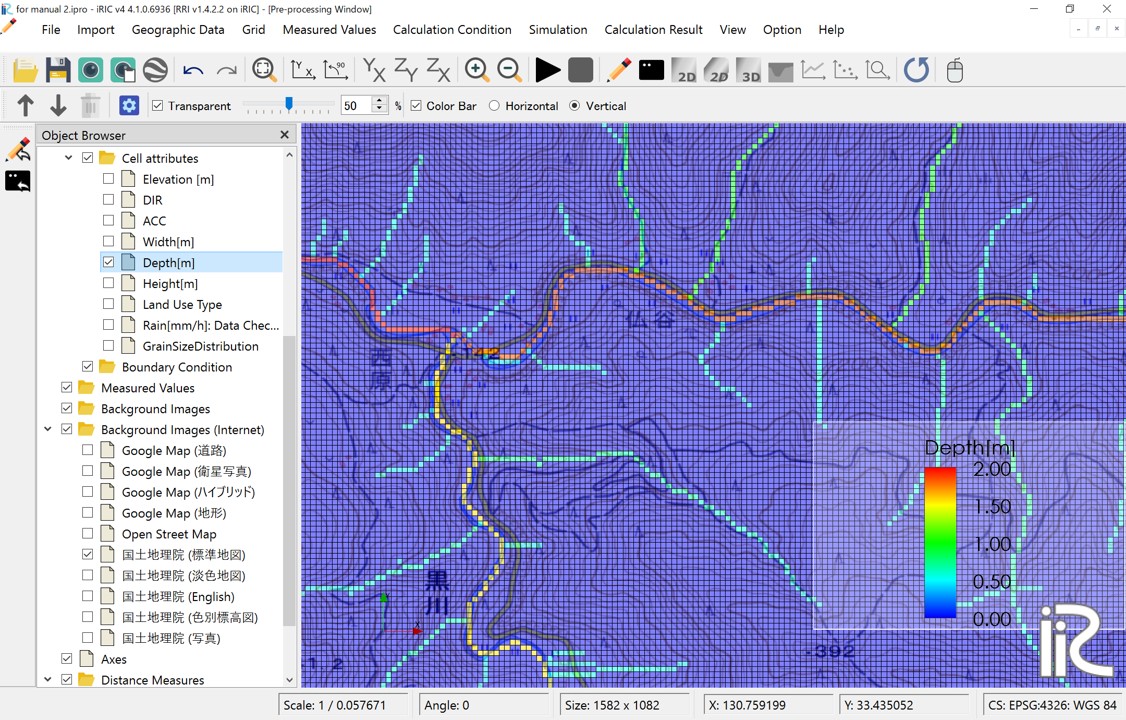 for manual 2.ipro - iRIC v4 4.1.0.6936 [RRI v1.4.2.2 on iRIC] - [Pre-processing Window]
File Import Geographic Data Grid Measured Values Calculation Condition Simulation Calculation Result View Option Help
2D 2D 3D
Transparent 50 % Color Bar Horizontal Vertical
Object Browser
Cell attributes
Elevation [m]
DIR
ACC
Width[m]
Depth[m]
Height[m]
Land Use Type
Rain[mm/h]: Data Chec...
GrainSizeDistribution
Boundary Condition
Measured Values
Background Images
Background Images (Internet)
Google Map (道路)
Google Map (衛星写真)
Google Map (ハイブリッド)
Google Map (地形)
Open Street Map
国土地理院 (標準地図)
国土地理院 (淡色地図)
国土地理院 (English)
国土地理院 (色別標高図)
国土地理院 (写真)
Axes
Distance Measures
仏谷
西原
黒川
-392
Depth[m]
2.00
1.50
1.00
0.50
0.00
iRIC
Scale: 1 / 0.057671 Angle: 0 Size: 1582 x 1082 X: 130.759199 Y: 33.435052 CS: EPSG:4326: WGS 84